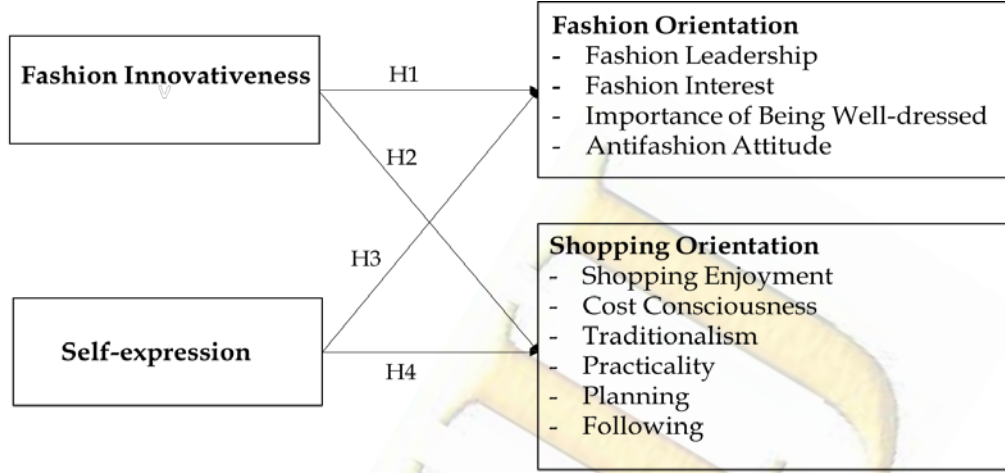 Fashion Innovativeness
H1
H2
H3
H4
Self-expression
Fashion Orientation
- Fashion Leadership
- Fashion Interest
- Importance of Being Well-dressed
- Antifashion Attitude
Shopping Orientation
- Shopping Enjoyment
- Cost Consciousness
- Traditionalism
- Practicality
- Planning
- Following